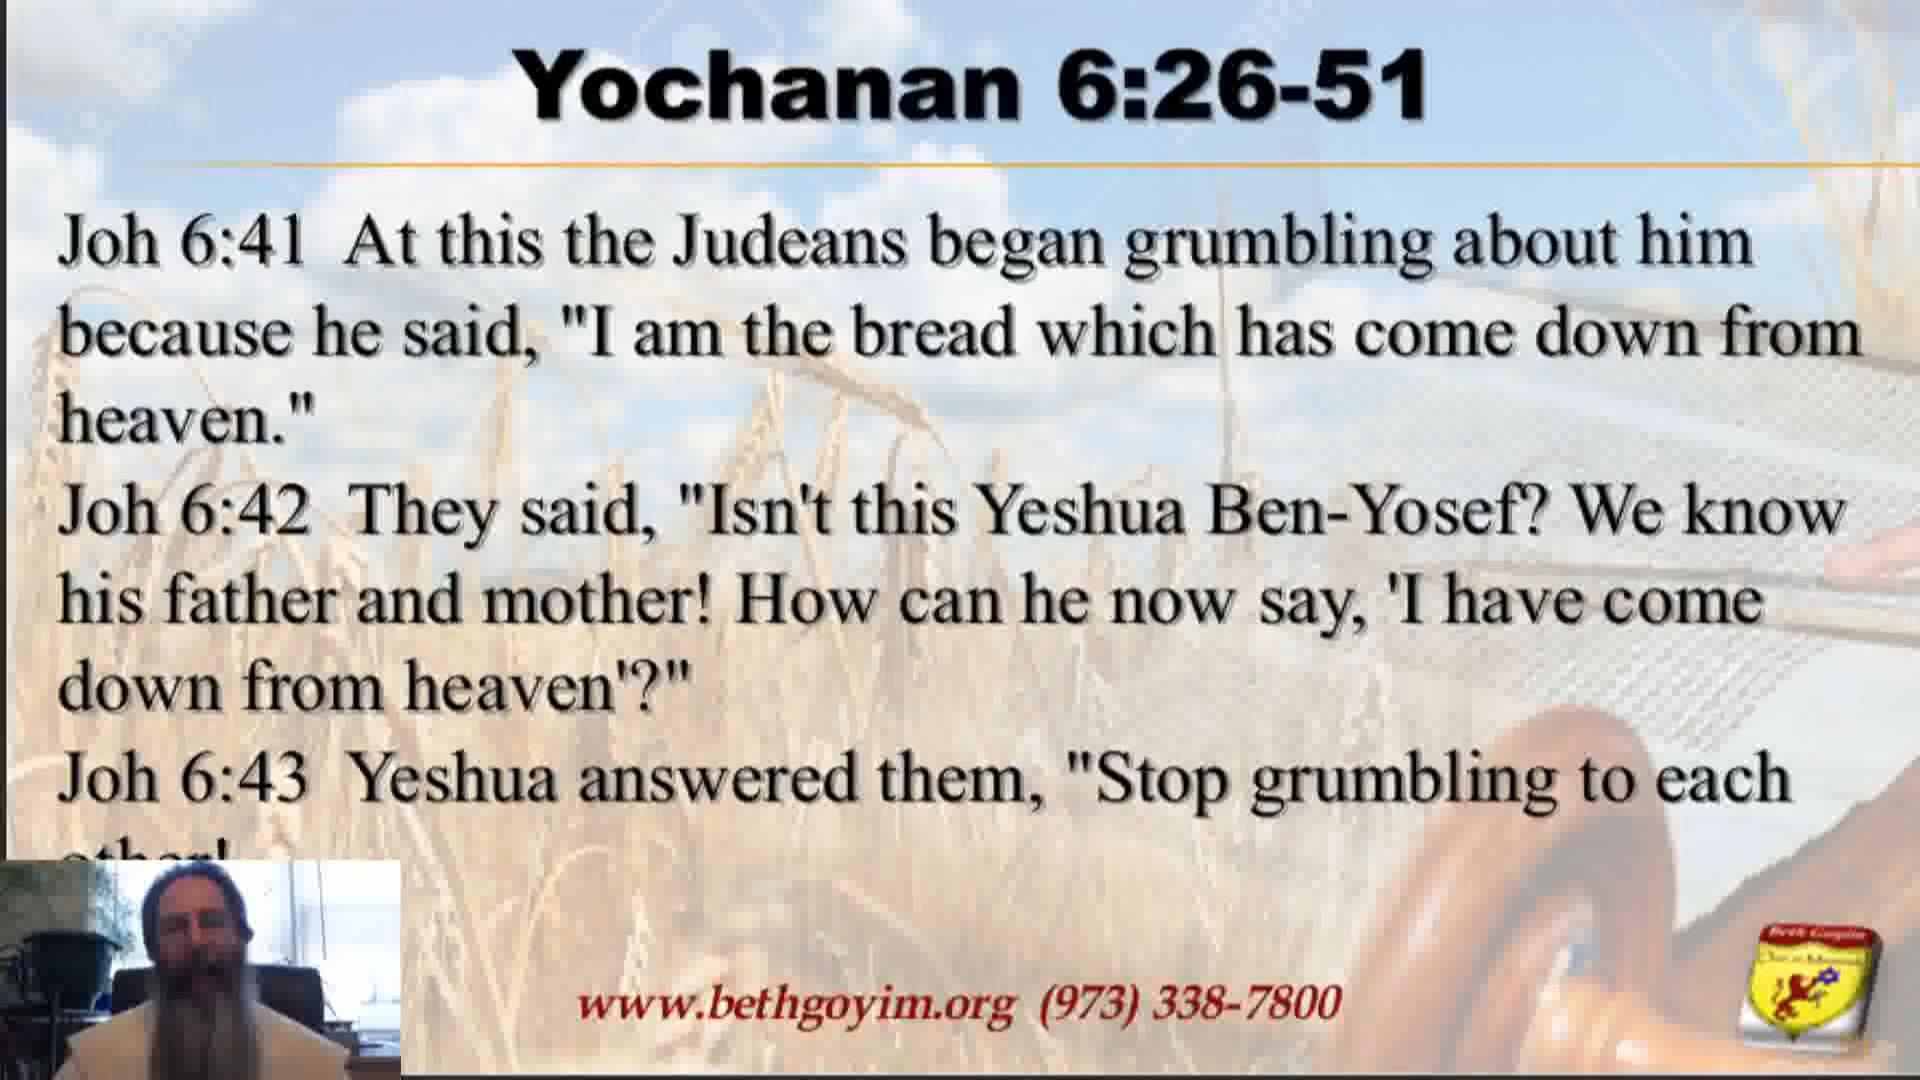 Yochanan 6:26-51
Joh 6:41  At this the Judeans began grumbling about him
because he said, "I am the bread which has come down from
heaven."
Joh 6:42  They said, "Isn't this Yeshua Ben-Yosef? We know
his father and mother! How can he now say, 'I have come
down from heaven'?"
Joh 6:43  Yeshua answered them, "Stop grumbling to each
other!
www.bethgoyim.org  (973) 338-7800
Beth Goyim